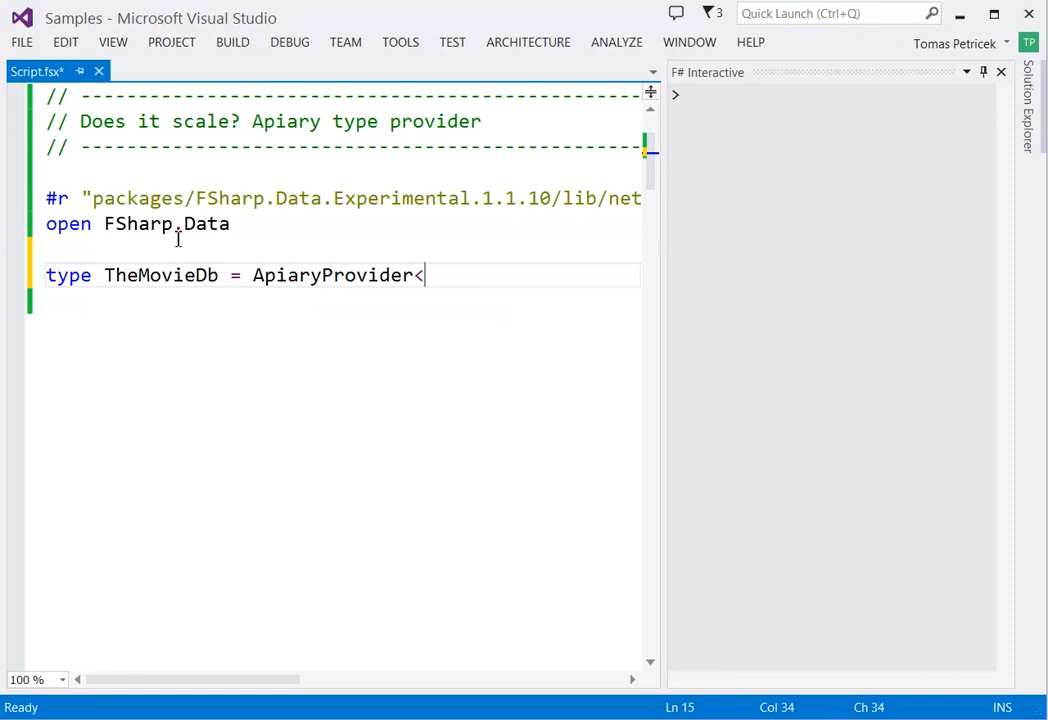 Samples - Microsoft Visual Studio
3
Quick Launch (Ctrl+Q)
FILE EDIT VIEW PROJECT BUILD DEBUG TEAM TOOLS TEST ARCHITECTURE ANALYZE WINDOW HELP
Tomas Petricek TP
Script.fsx*
F# Interactive
Solution Explorer
// -------------------------------------------------
// Does it scale? Apiary type provider
// -------------------------------------------------
#r "packages/FSharp.Data.Experimental.1.1.10/lib/net
open FSharp.Data
type TheMovieDb = ApiaryProvider<
>
100 %
Ready Ln 15 Col 34 Ch 34 INS